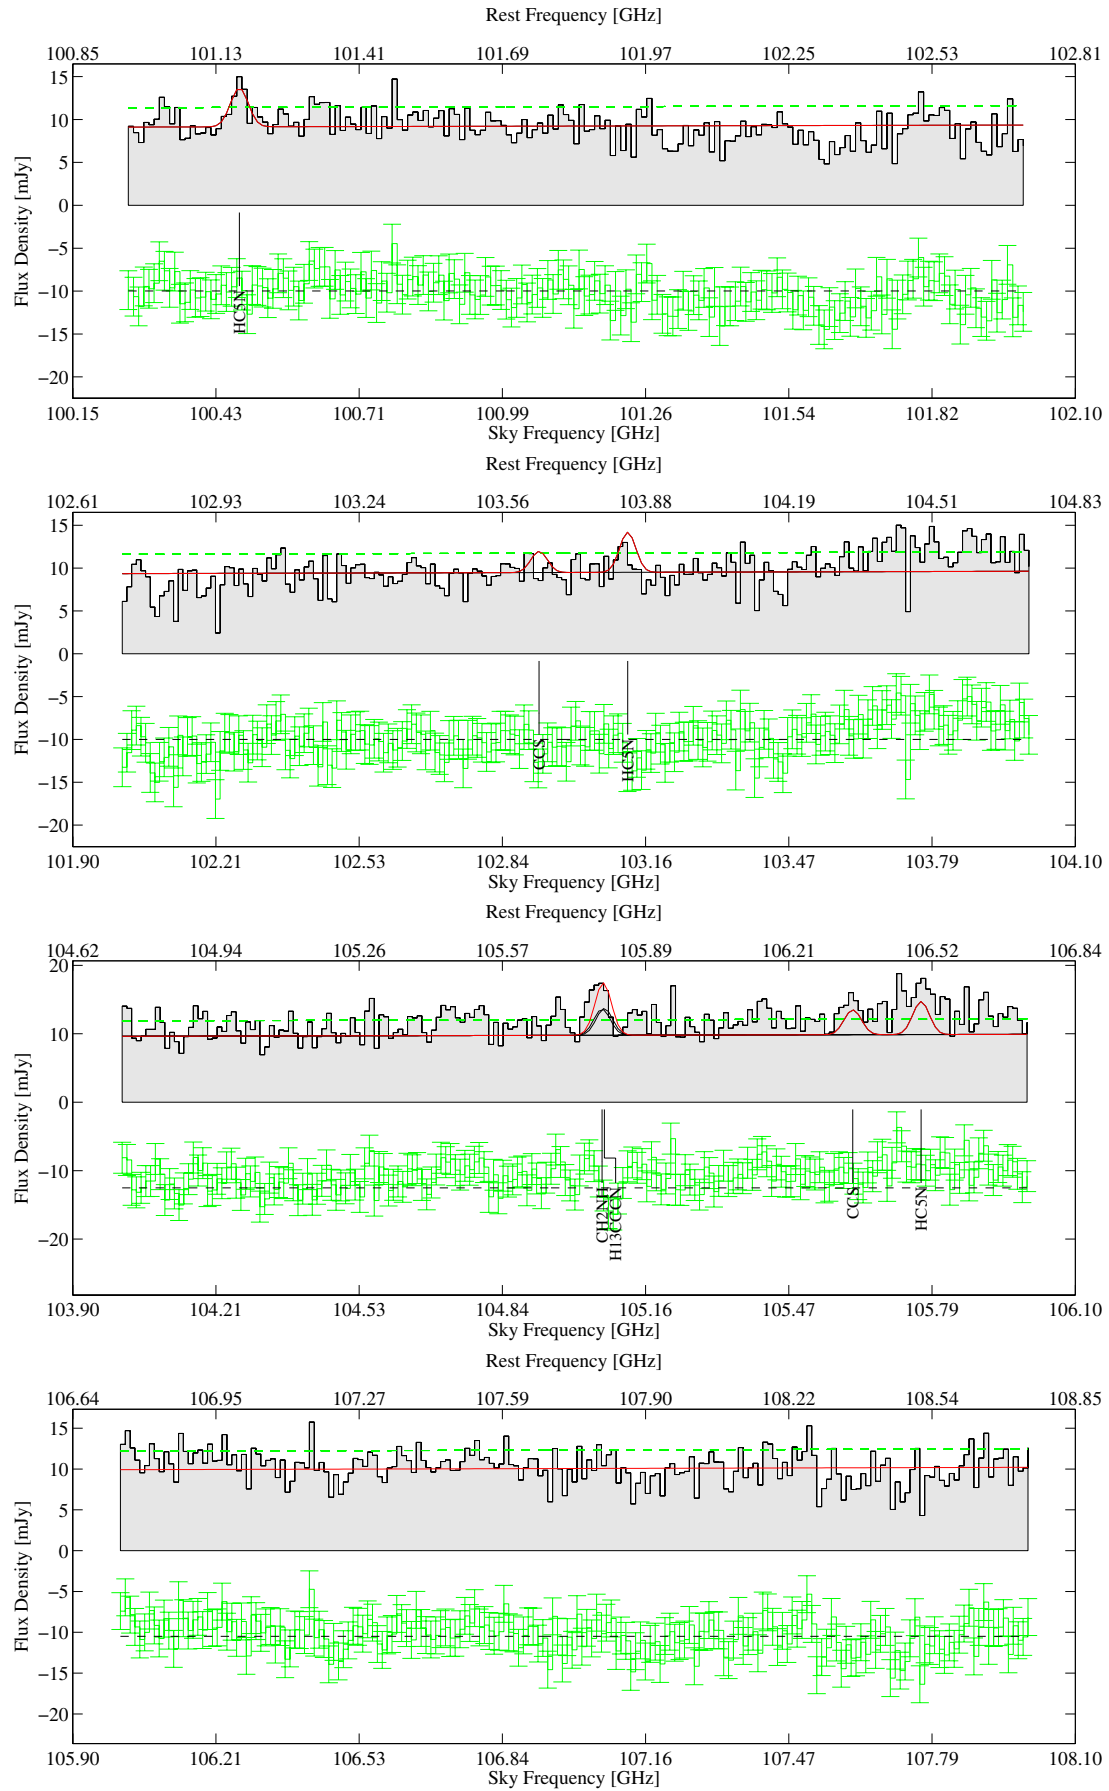 Rest Frequency [GHz]
100.85 101.13 101.41 101.69 101.97 102.25 102.53 102.81
15
10
5
0
−5
−10
−15
−20
Flux Density [mJy]
HC5N
100.15 100.43 100.71 100.99 101.26 101.54 101.82 102.10
Sky Frequency [GHz]
Rest Frequency [GHz]
102.61 102.93 103.24 103.56 103.88 104.19 104.51 104.83
15
10
5
0
−5
−10
−15
−20
Flux Density [mJy]
CCS
HC5N
101.90 102.21 102.53 102.84 103.16 103.47 103.79 104.10
Sky Frequency [GHz]
Rest Frequency [GHz]
104.62 104.94 105.26 105.57 105.89 106.21 106.52 106.84
20
10
0
−10
−20
Flux Density [mJy]
CH2NH
H13CCCN
CCS
HC5N
103.90 104.21 104.53 104.84 105.16 105.47 105.79 106.10
Sky Frequency [GHz]
Rest Frequency [GHz]
106.64 106.95 107.27 107.59 107.90 108.22 108.54 108.85
15
10
5
0
−5
−10
−15
−20
Flux Density [mJy]
105.90 106.21 106.53 106.84 107.16 107.47 107.79 108.10
Sky Frequency [GHz]